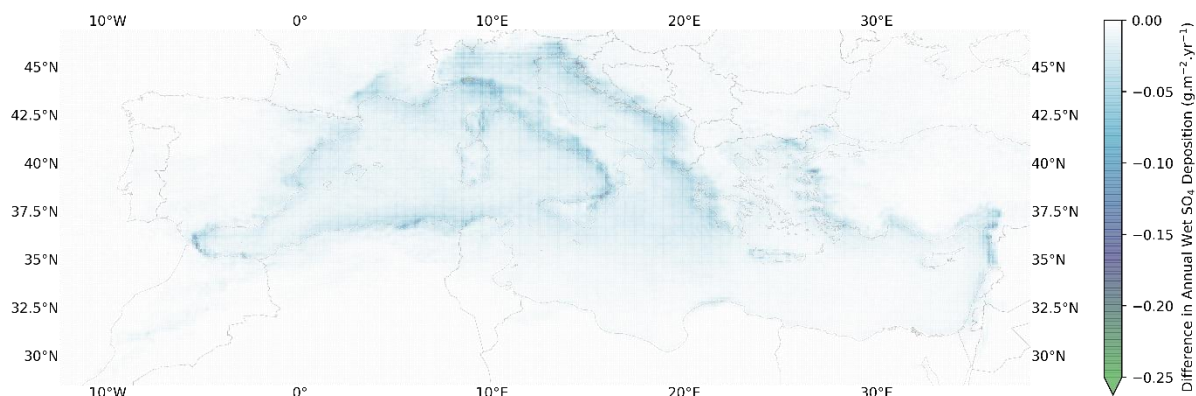 10°W 0° 10°E 20°E 30°E
45°N 45°N
42.5°N 42.5°N
40°N 40°N
37.5°N 37.5°N
35°N 35°N
32.5°N 32.5°N
30°N 30°N
10°W 0° 10°E 20°E 30°E
0.00
−0.05
−0.10
−0.15
−0.20
−0.25
Difference in Annual Wet SO₄ Deposition (g.m⁻².yr⁻¹)